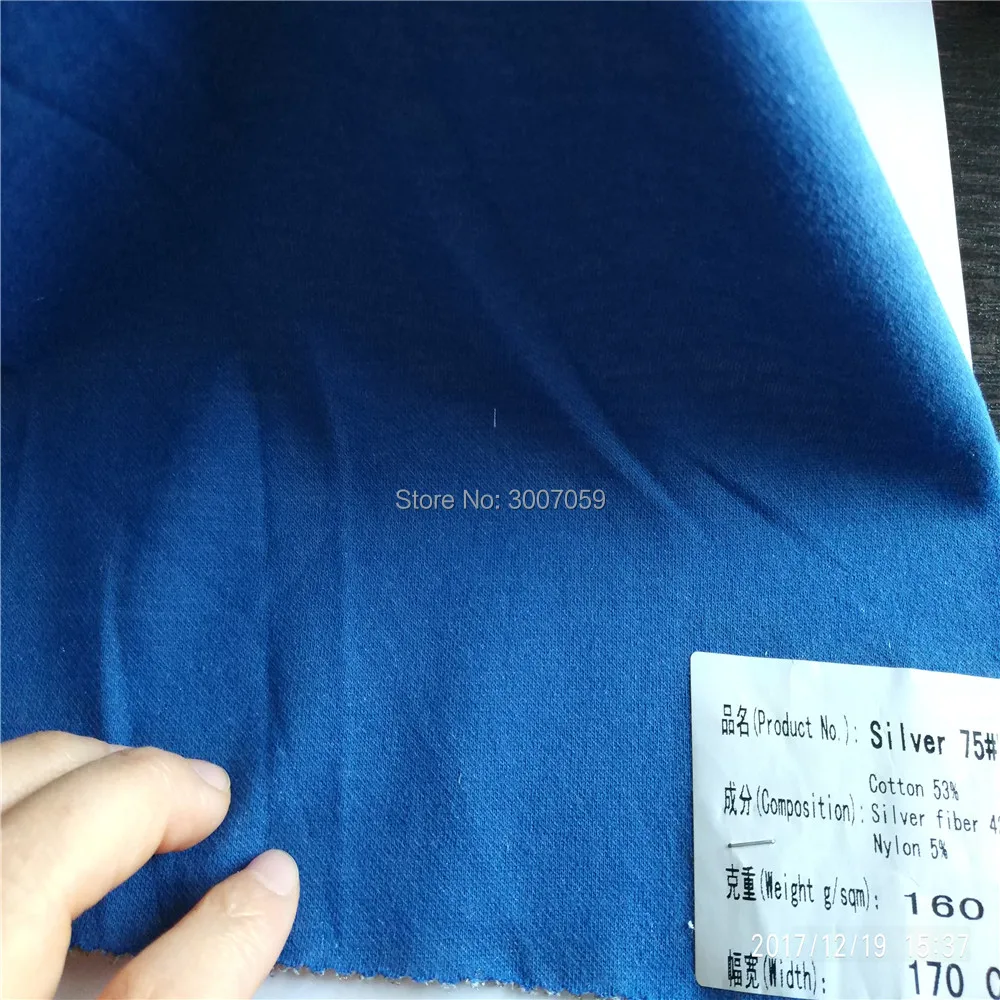 Store No: 3007059
品名(Product No.): Silver 75#
成分(Composition): Cotton 53%
Silver fiber 42
Nylon 5%
克重(Weight g/sqm): 160
2017/12/19 15:37
幅宽(Width): 170 C